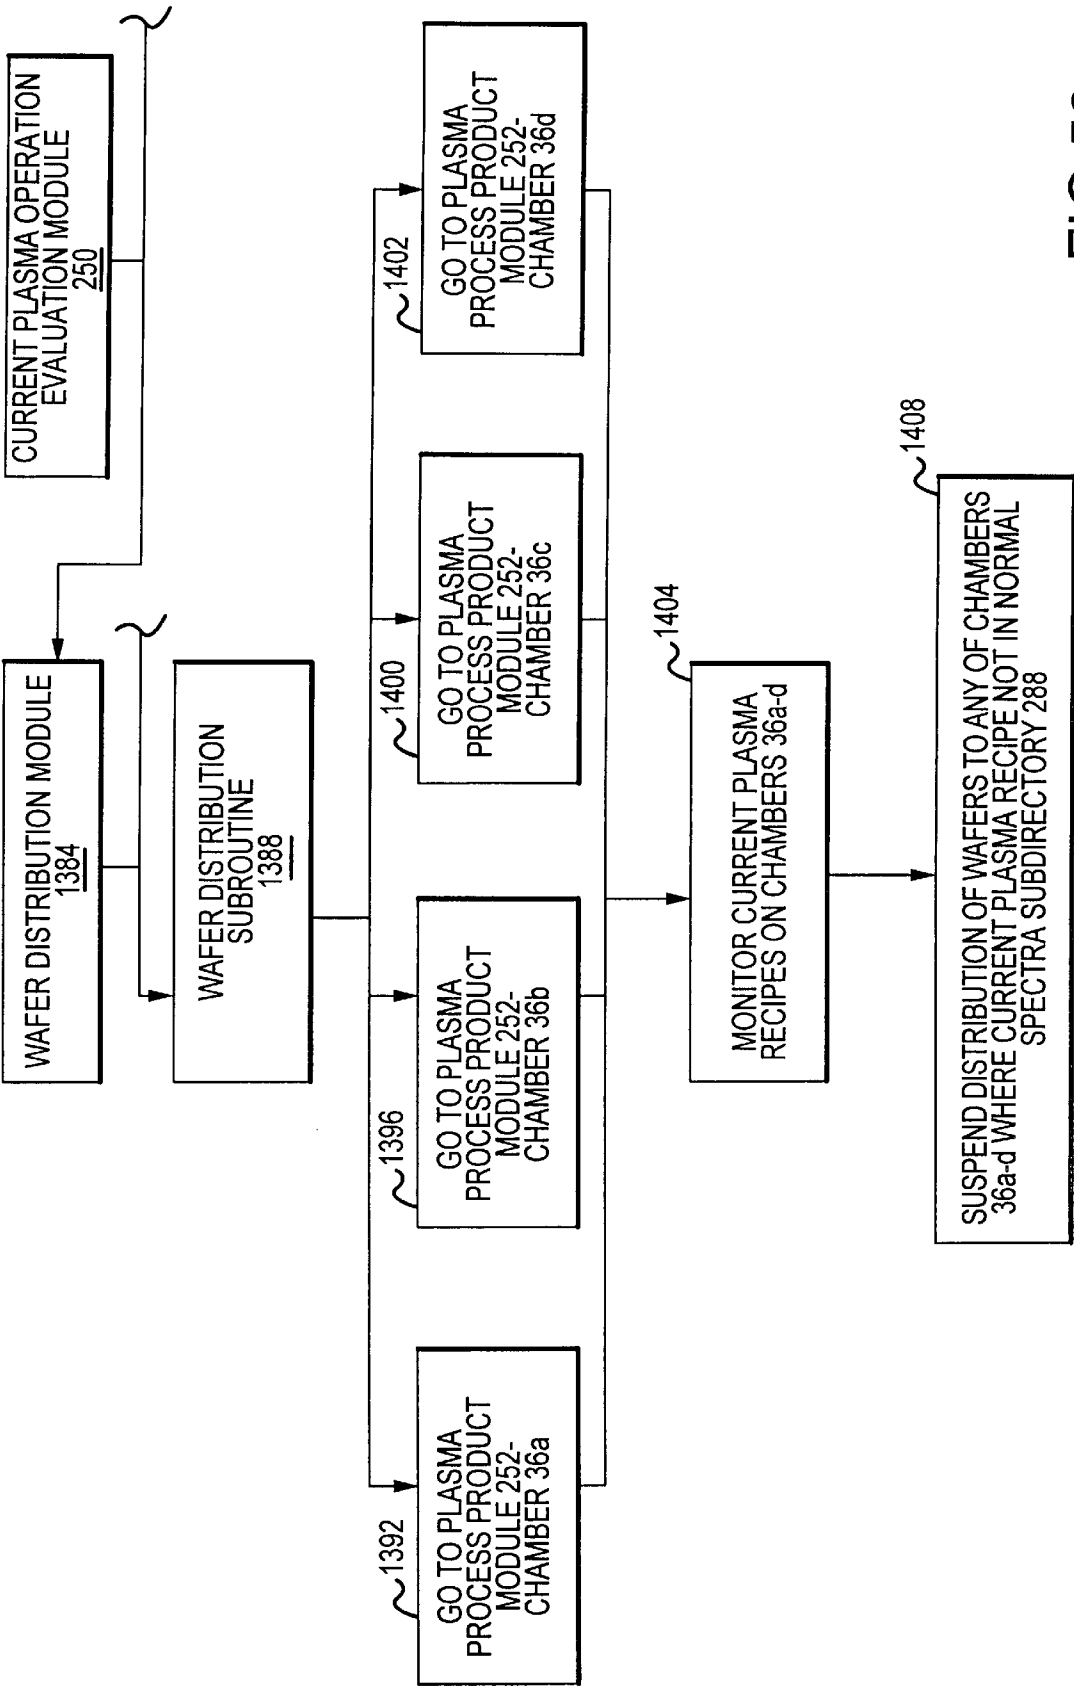 CURRENT PLASMA OPERATION
EVALUATION MODULE
250
WAFER DISTRIBUTION MODULE
1384
WAFER DISTRIBUTION
SUBROUTINE
1388
1392
GO TO PLASMA
PROCESS PRODUCT
MODULE 252-
CHAMBER 36a
1396
GO TO PLASMA
PROCESS PRODUCT
MODULE 252-
CHAMBER 36b
1400
GO TO PLASMA
PROCESS PRODUCT
MODULE 252-
CHAMBER 36c
1402
GO TO PLASMA
PROCESS PRODUCT
MODULE 252-
CHAMBER 36d
1404
MONITOR CURRENT PLASMA
RECIPES ON CHAMBERS 36a-d
1408
SUSPEND DISTRIBUTION OF WAFERS TO ANY OF CHAMBERS
36a-d WHERE CURRENT PLASMA RECIPE NOT IN NORMAL
SPECTRA SUBDIRECTORY 288